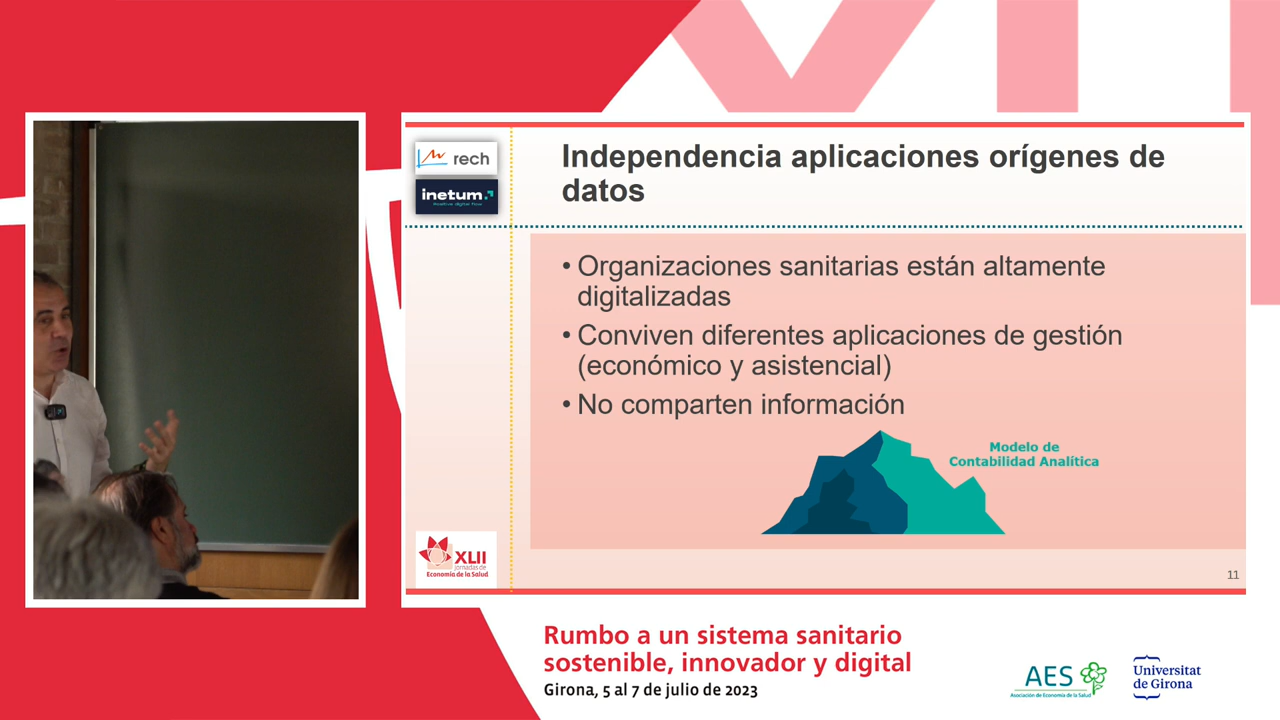 rech
inetum.
Positive digital flow
Independencia aplicaciones orígenes de
datos
• Organizaciones sanitarias están altamente
digitalizadas
• Conviven diferentes aplicaciones de gestión
(económico y asistencial)
• No comparten información
Modelo de
Contabilidad Analítica
XLII
Jornadas de
Economía de la Salud
11
Rumbo a un sistema sanitario
sostenible, innovador y digital
Girona, 5 al 7 de julio de 2023
AES
Asociación de Economía de la Salud
Universitat
de Girona